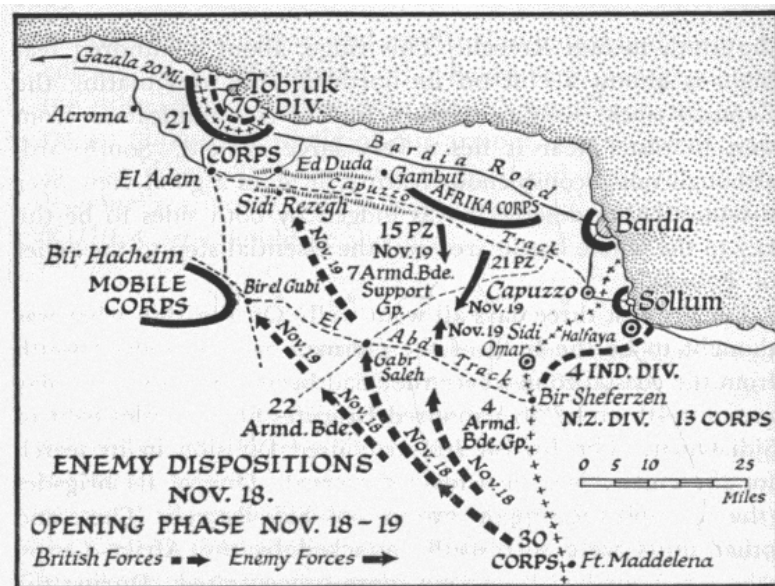 Gazala 20 Mi.
Tobruk
70 DIV.
Acroma
21
CORPS
Bardia Road
El Adem
Ed Duda
Gambut
Capuzzo Track
AFRIKA CORPS
Sidi Rezegh
Bardia
15 PZ
Nov. 19
21 PZ
Nov. 19
Bir Hacheim
MOBILE
CORPS
7 Armd. Bde.
Support
Gp.
Capuzzo
Sollum
Bir el Gubi
Nov. 19
Nov. 19
Nov. 19
Sidi
Omar
Halfaya
El Abd Track
Gabr
Saleh
4 IND. DIV.
Bir Sheferzen
22
Armd. Bde.
Nov. 18
4
Armd.
Bde. Gp.
Nov. 18
Nov. 18
N.Z. DIV. 13 CORPS
ENEMY DISPOSITIONS
NOV. 18.
OPENING PHASE NOV. 18–19
British Forces Enemy Forces
0 5 10 25
Miles
30
CORPS
Ft. Maddelena